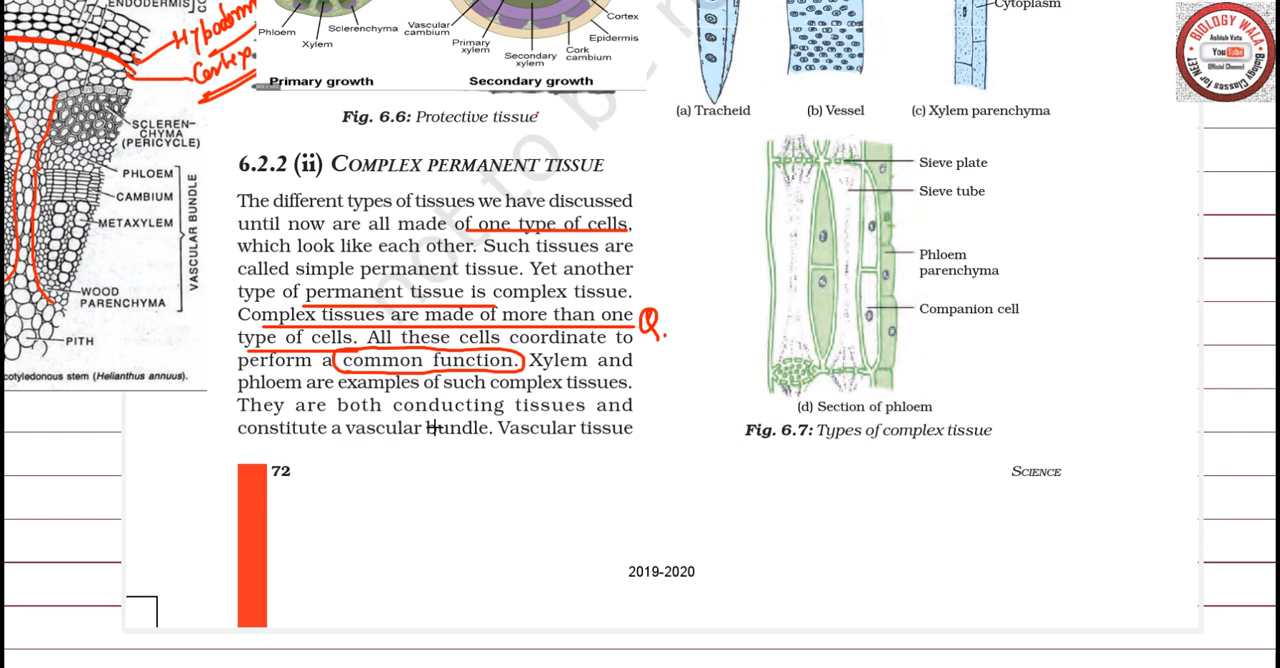 ENDODERMIS
Hypodermis
Cortex
SCLEREN-
CHYMA
(PERICYCLE)
PHLOEM
CAMBIUM
METAXYLEM
VASCULAR BUNDLE
WOOD
PARENCHYMA
PITH
cotyledonous stem (Helianthus annuus).
Phloem
Xylem
Sclerenchyma
Vascular
cambium
Primary
xylem
Secondary
xylem
Cork
cambium
Epidermis
Cortex
Primary growth
Secondary growth
Fig. 6.6: Protective tissue
6.2.2 (ii) COMPLEX PERMANENT TISSUE
The different types of tissues we have discussed
until now are all made of one type of cells,
which look like each other. Such tissues are
called simple permanent tissue. Yet another
type of permanent tissue is complex tissue.
Complex tissues are made of more than one
type of cells. All these cells coordinate to
perform a common function. Xylem and
phloem are examples of such complex tissues.
They are both conducting tissues and
constitute a vascular bundle. Vascular tissue
Q.
72
Cytoplasm
(a) Tracheid
(b) Vessel
(c) Xylem parenchyma
Sieve plate
Sieve tube
Phloem
parenchyma
Companion cell
(d) Section of phloem
Fig. 6.7: Types of complex tissue
SCIENCE
2019-2020
not to b
BIOLOGY WALA
Ashish Vats
You Tube
Official Channel
Biology Classes for NEET